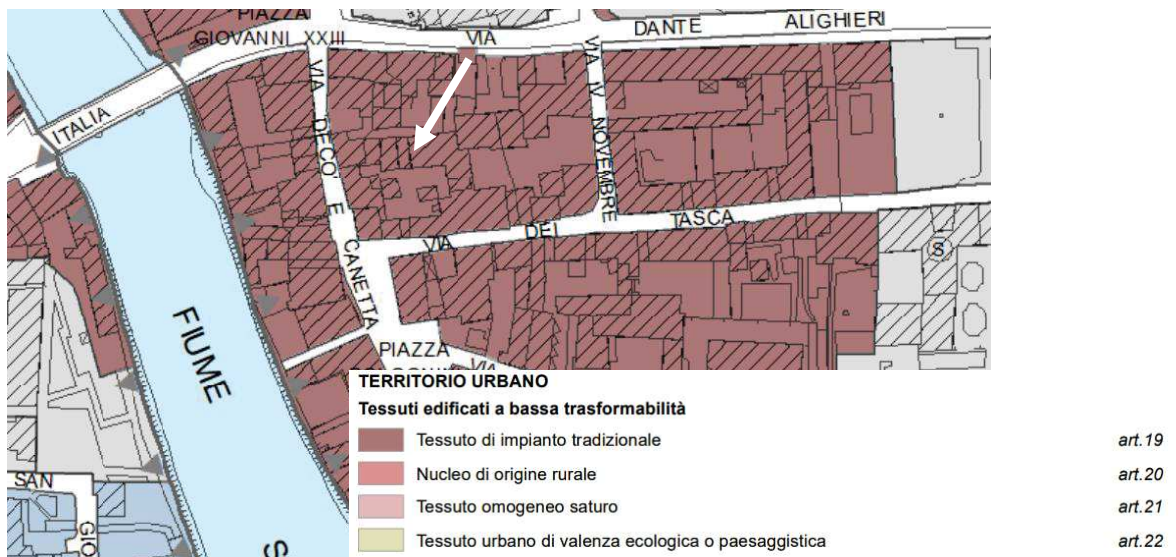 PIAZZA
GIOVANNI XXIII
VIA
DANTE
ALIGHIERI
ITALIA
VIA
DECO
E
CANETTA
VIA IV NOVEMBRE
VIA
DEI
TASCA
S
FIUME
PIAZZA
VIA
SAN
GIO
S
TERRITORIO URBANO
Tessuti edificati a bassa trasformabilità
Tessuto di impianto tradizionale art.19
Nucleo di origine rurale art.20
Tessuto omogeneo saturo art.21
Tessuto urbano di valenza ecologica o paesaggistica art.22